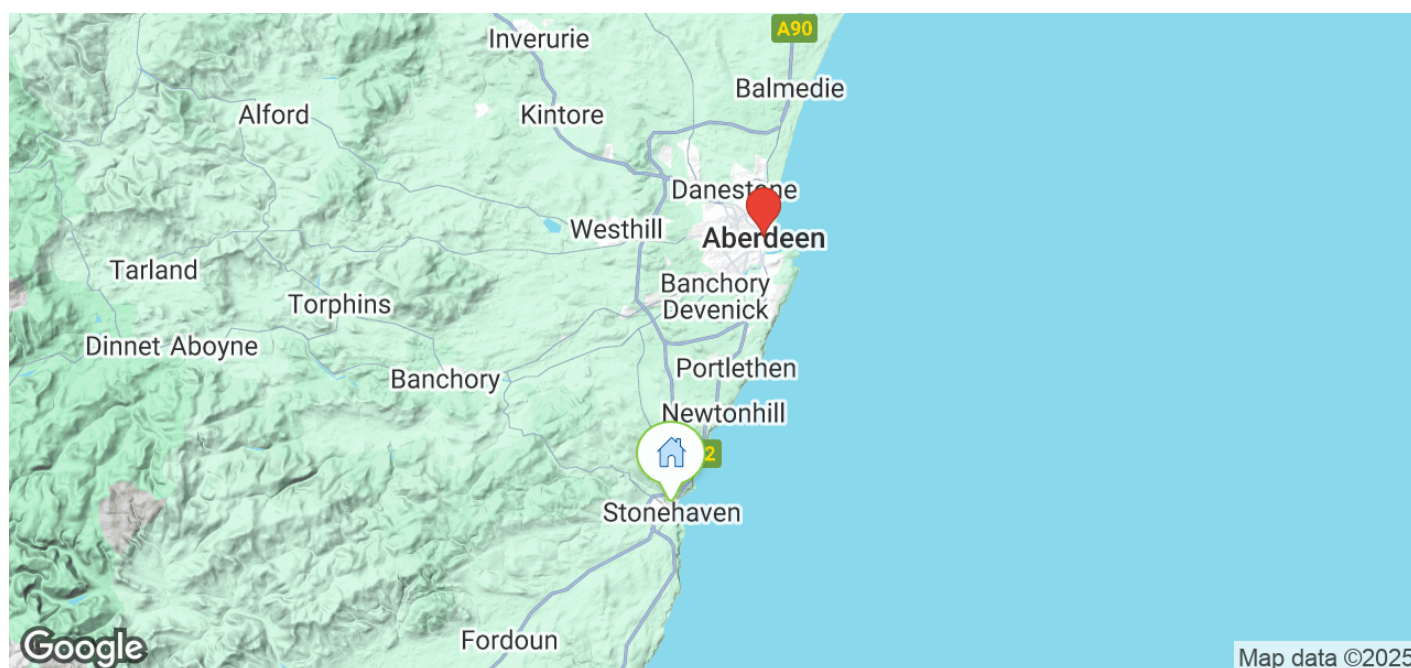 A90
Inverurie
Balmedie
Alford
Kintore
Danestone
Westhill
Aberdeen
Tarland
Banchory
Devenick
Torphins
Dinnet Aboyne
Portlethen
Banchory
Newtonhill
2
Stonehaven
Fordoun
Google
Map data ©2025